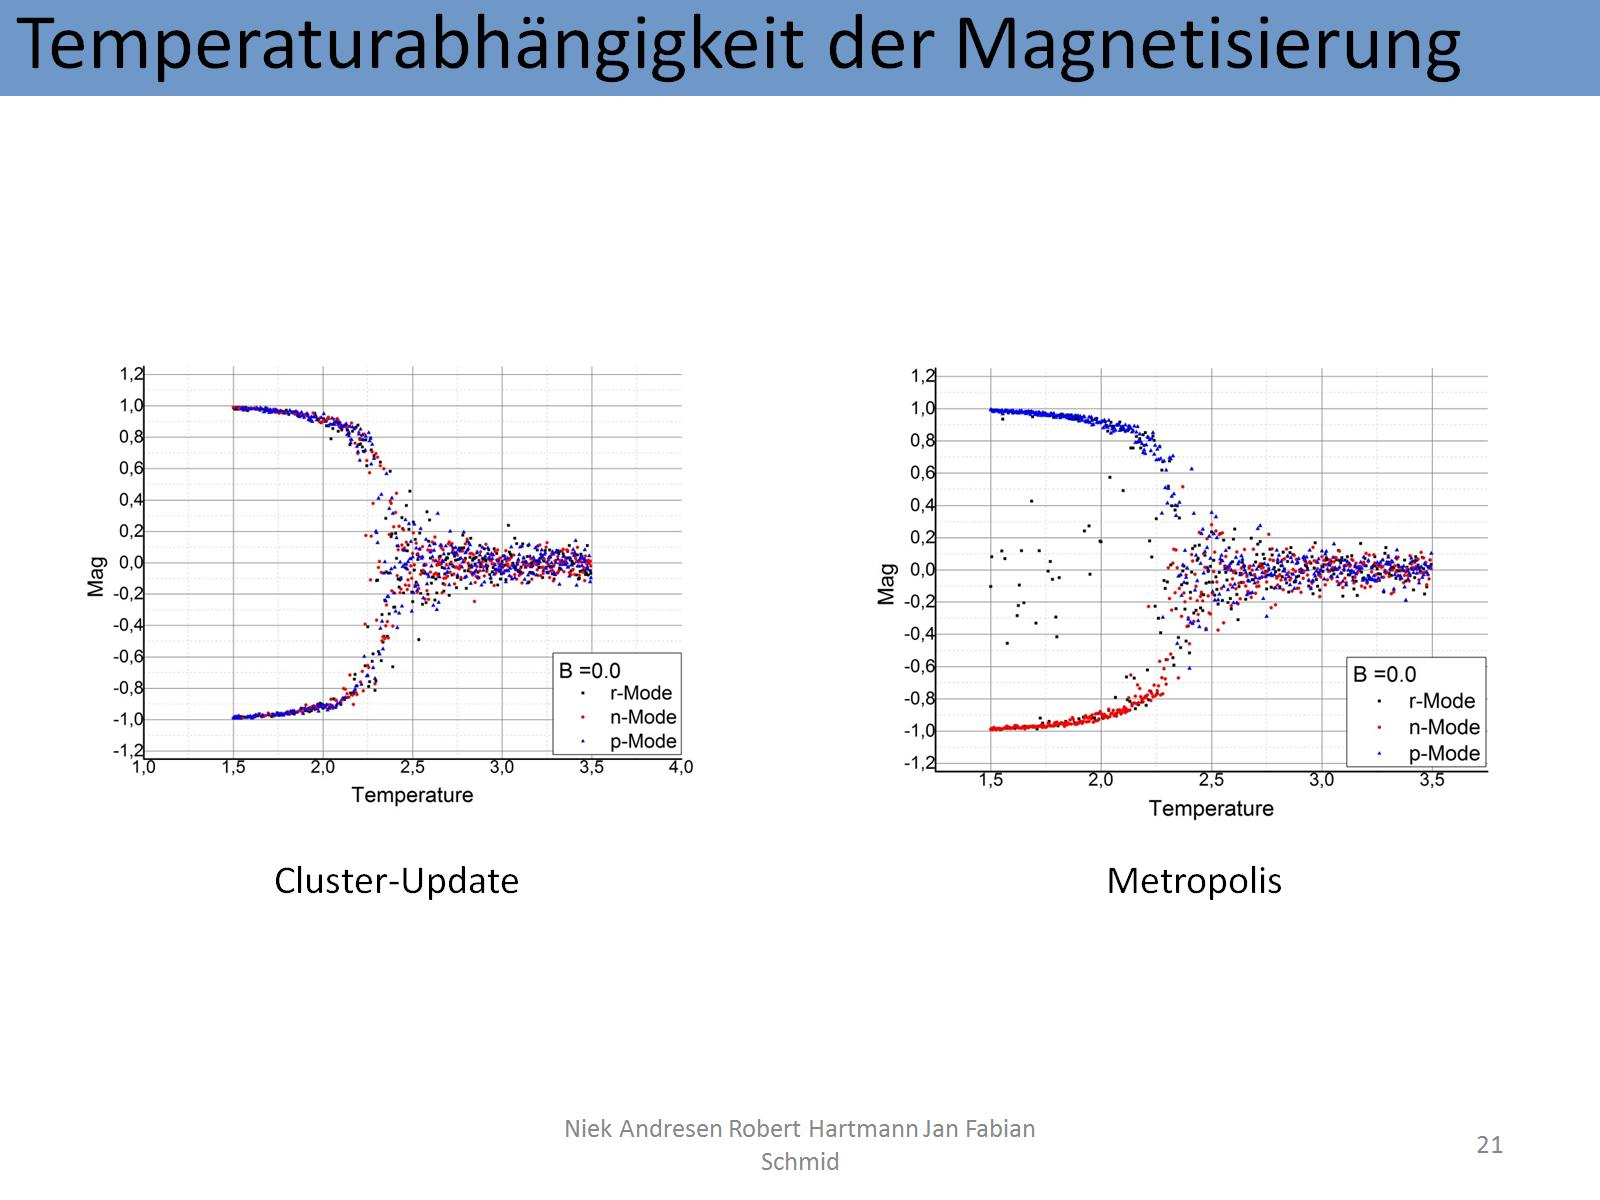 Temperaturabhängigkeit der Magnetisierung
1,2
1,0
0,8
0,6
0,4
0,2
0,0
-0,2
-0,4
-0,6
-0,8
-1,0
-1,2
Mag
1,0 1,5 2,0 2,5 3,0 3,5 4,0
Temperature
B =0.0
r-Mode
n-Mode
p-Mode
Cluster-Update
1,2
1,0
0,8
0,6
0,4
0,2
0,0
-0,2
-0,4
-0,6
-0,8
-1,0
-1,2
Mag
1,5 2,0 2,5 3,0 3,5
Temperature
B =0.0
r-Mode
n-Mode
p-Mode
Metropolis
Niek Andresen Robert Hartmann Jan Fabian
Schmid
21